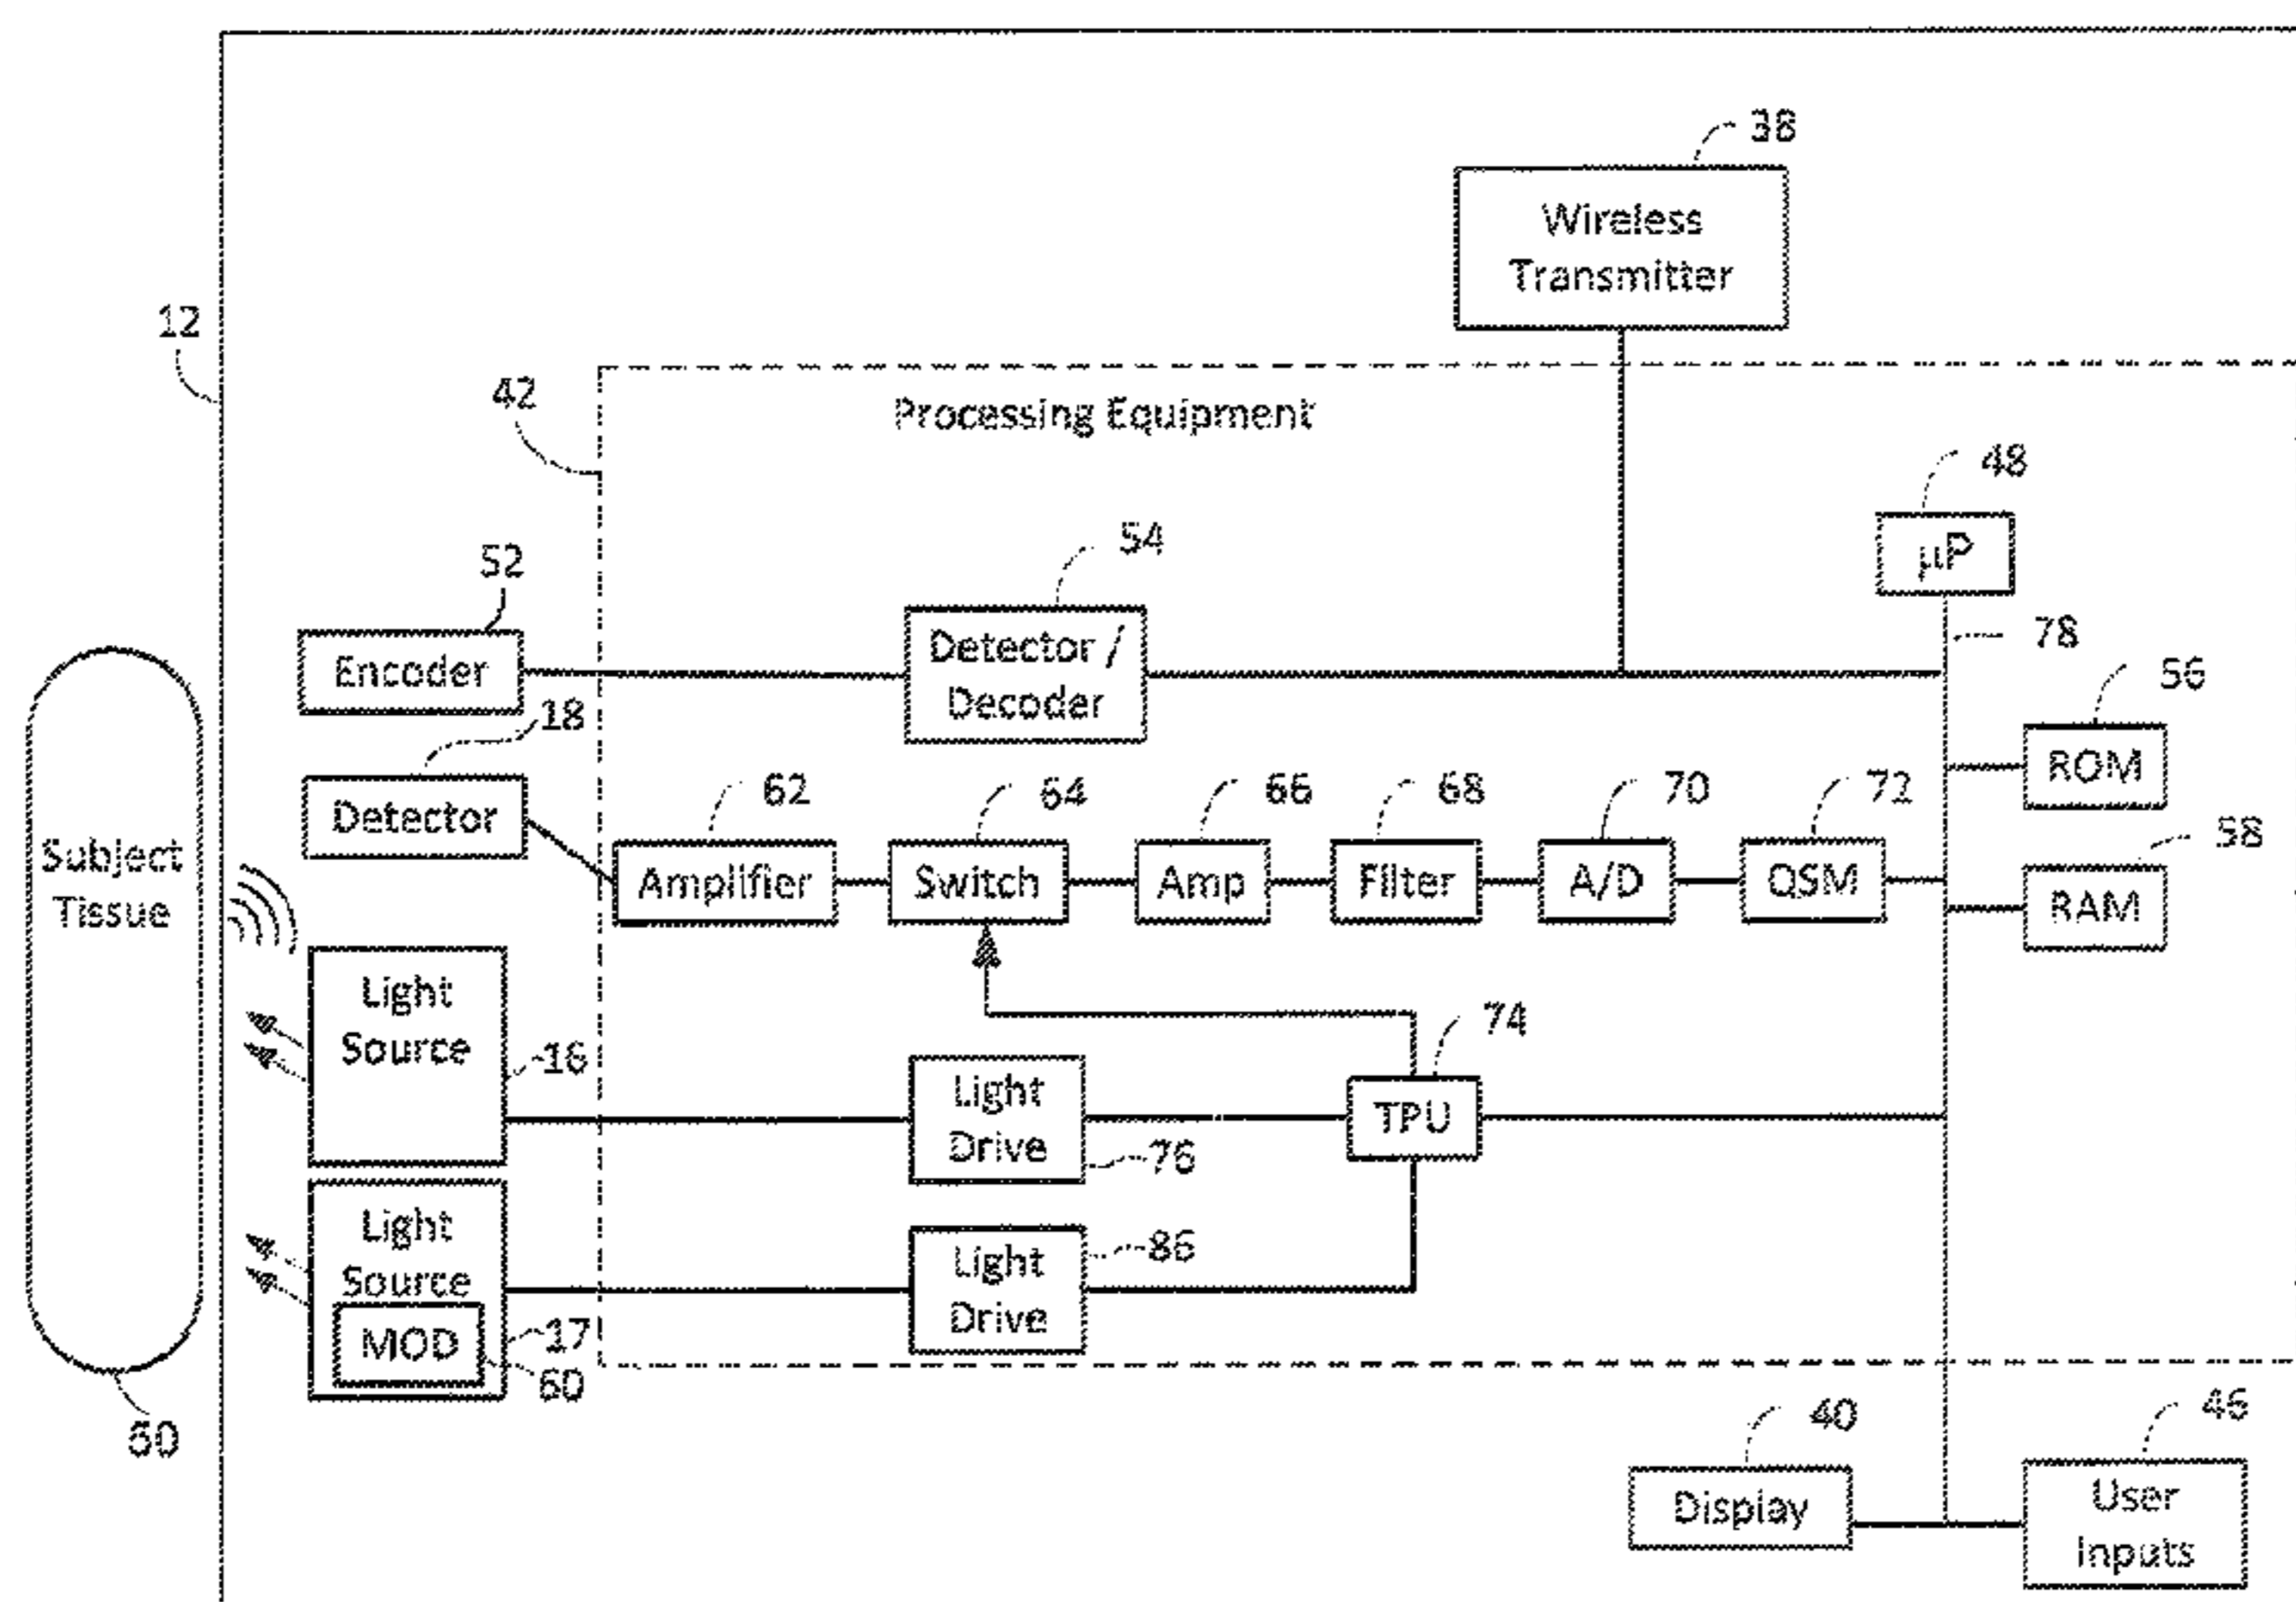 38
Wireless
Transmitter
12
42
Processing Equipment
48
μP
54
52
Detector /
Decoder
Encoder
78
56
ROM
18
Detector
62
64
66
68
70
72
58
Subject
Tissue
Amplifier
Switch
Amp
Filter
A/D
QSM
RAM
Light
Source
16
74
TPU
Light
Drive
76
Light
Source
MOD
17
60
Light
Drive
86
60
40
46
Display
User
Inputs